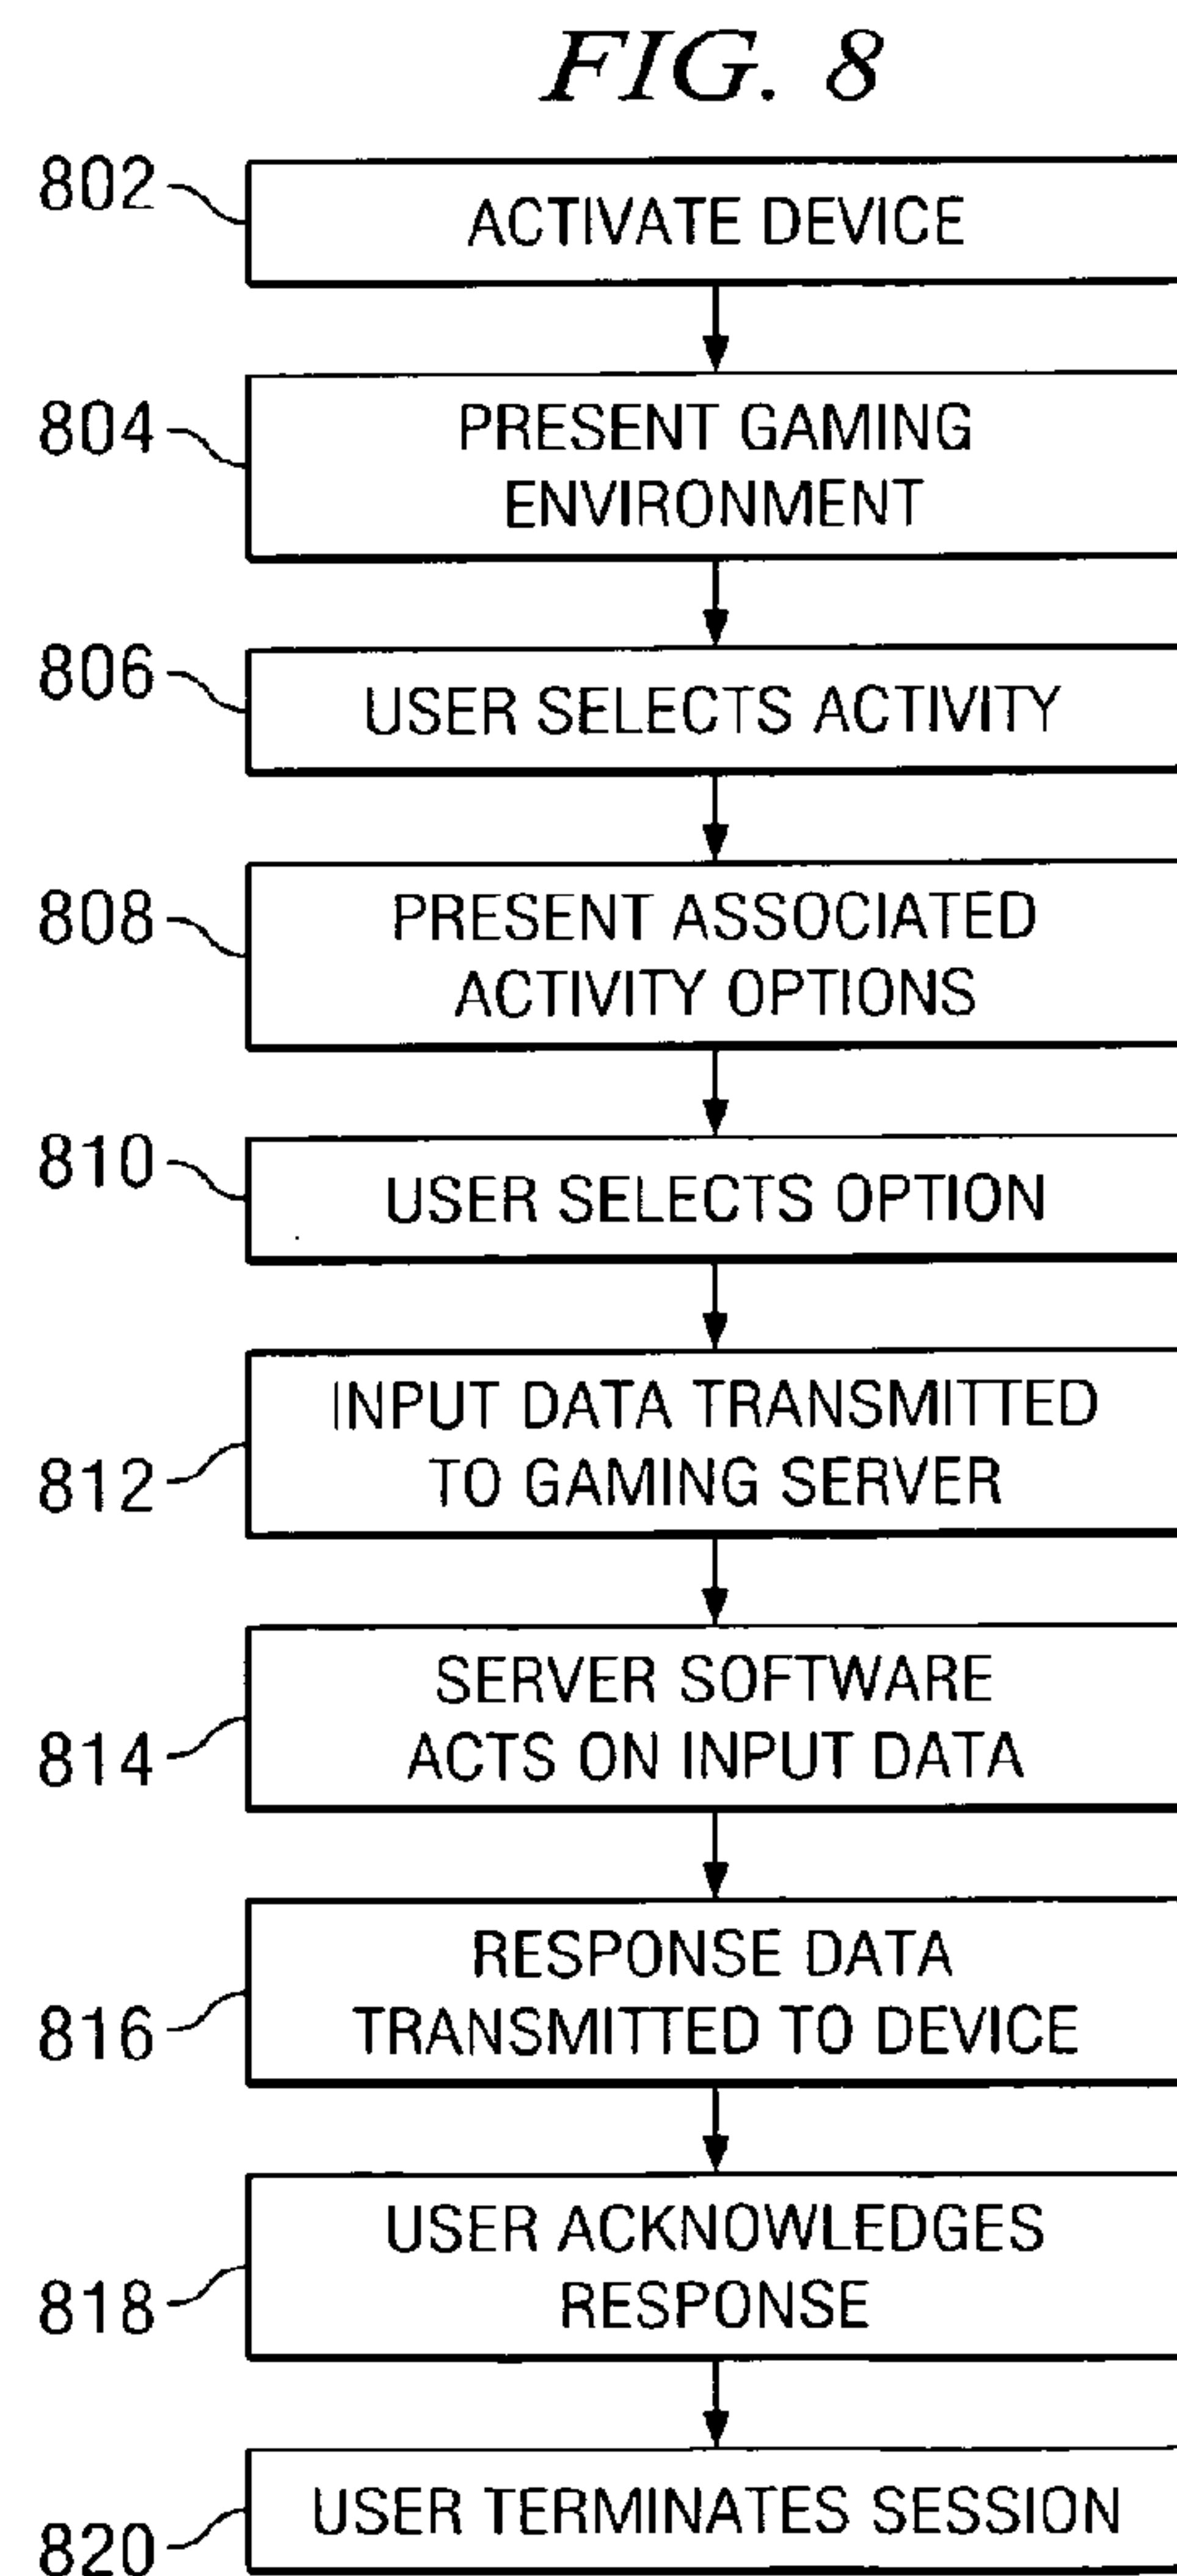 FIG. 8
802
ACTIVATE DEVICE
804
PRESENT GAMING
ENVIRONMENT
806
USER SELECTS ACTIVITY
808
PRESENT ASSOCIATED
ACTIVITY OPTIONS
810
USER SELECTS OPTION
812
INPUT DATA TRANSMITTED
TO GAMING SERVER
814
SERVER SOFTWARE
ACTS ON INPUT DATA
816
RESPONSE DATA
TRANSMITTED TO DEVICE
818
USER ACKNOWLEDGES
RESPONSE
820
USER TERMINATES SESSION